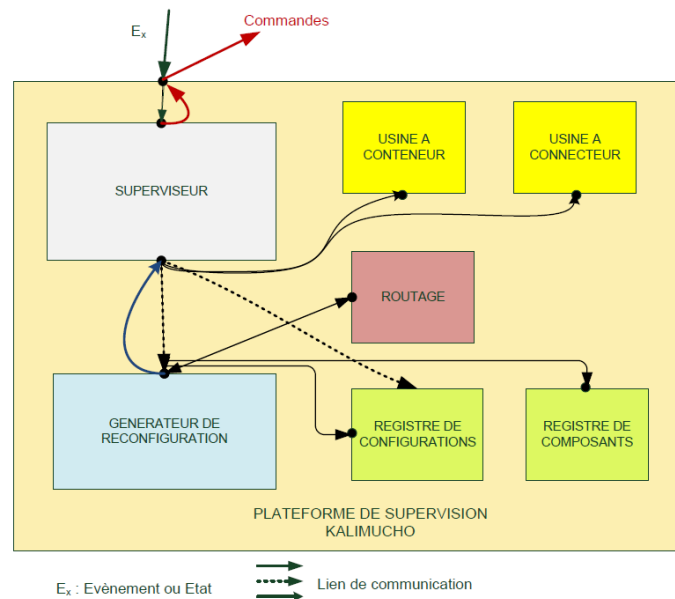 Commandes
Ex
USINE A
CONTENEUR
USINE A
CONNECTEUR
SUPERVISEUR
ROUTAGE
GENERATEUR DE
RECONFIGURATION
REGISTRE DE
CONFIGURATIONS
REGISTRE DE
COMPOSANTS
PLATEFORME DE SUPERVISION
KALIMUCHO
Ex : Evènement ou Etat
Lien de communication